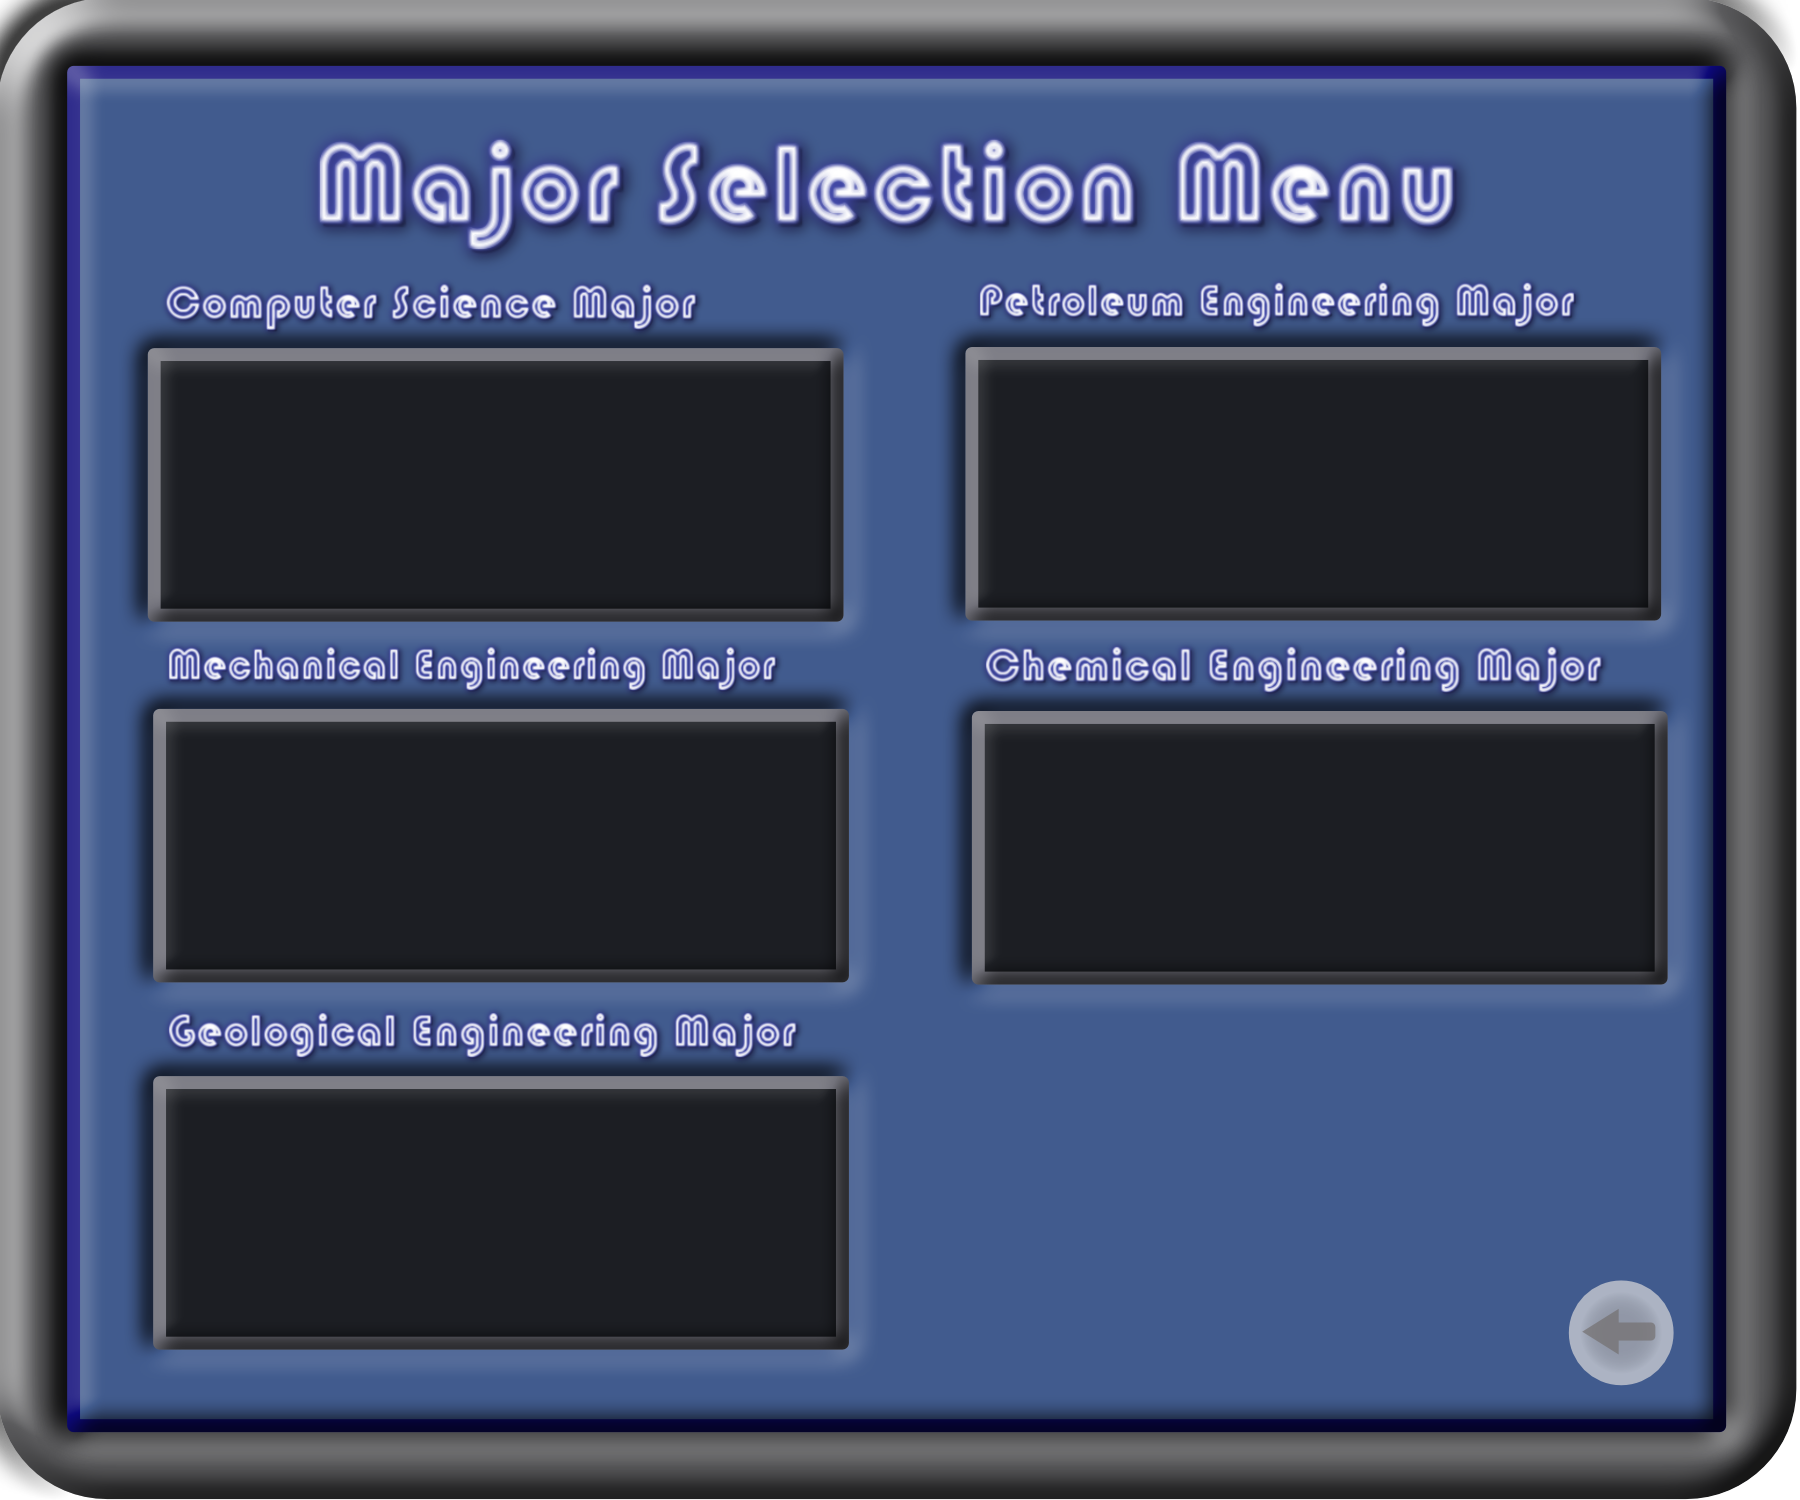 Major Selection Menu
Computer Science Major
Petroleum Engineering Major
Mechanical Engineering Major
Chemical Engineering Major
Geological Engineering Major